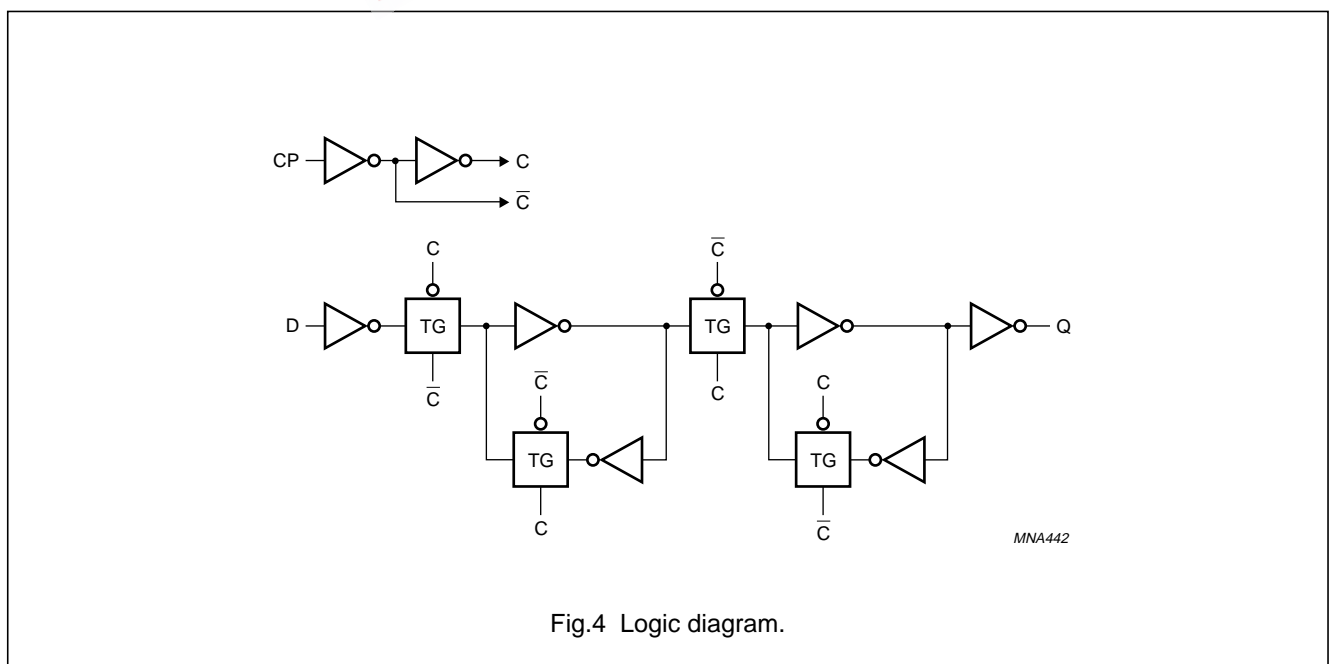 CP
C
C̅
C
C̅
D
TG
TG
Q
C̅
C̅
C
C
TG
TG
C
C̅
MNA442
Fig.4 Logic diagram.